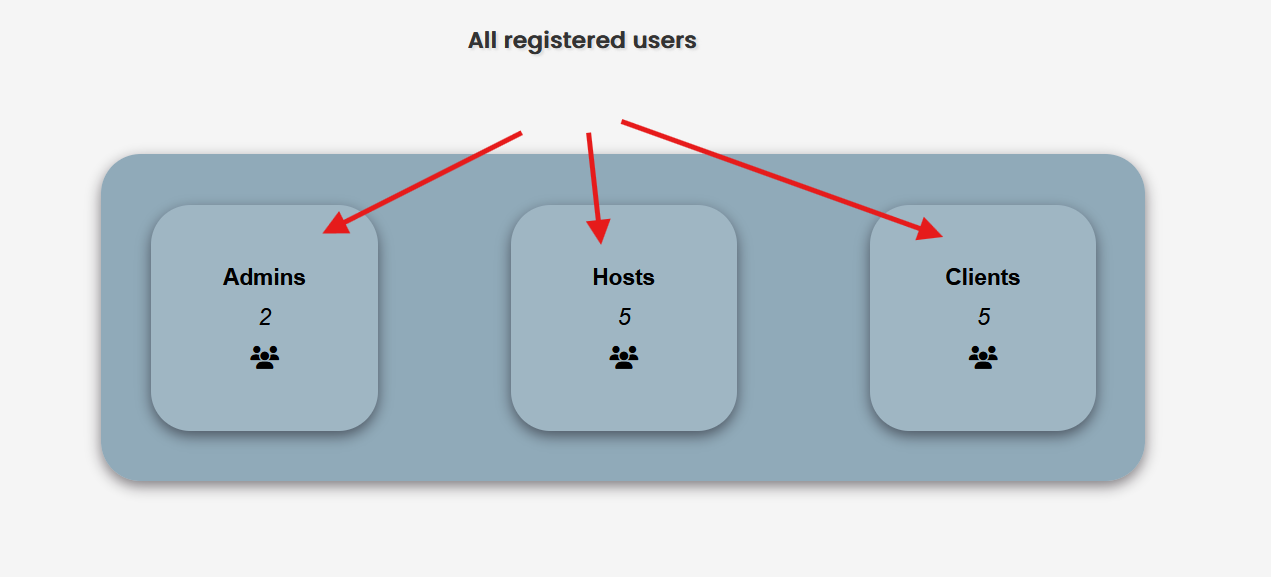 All registered users
Admins
2
Hosts
5
Clients
5